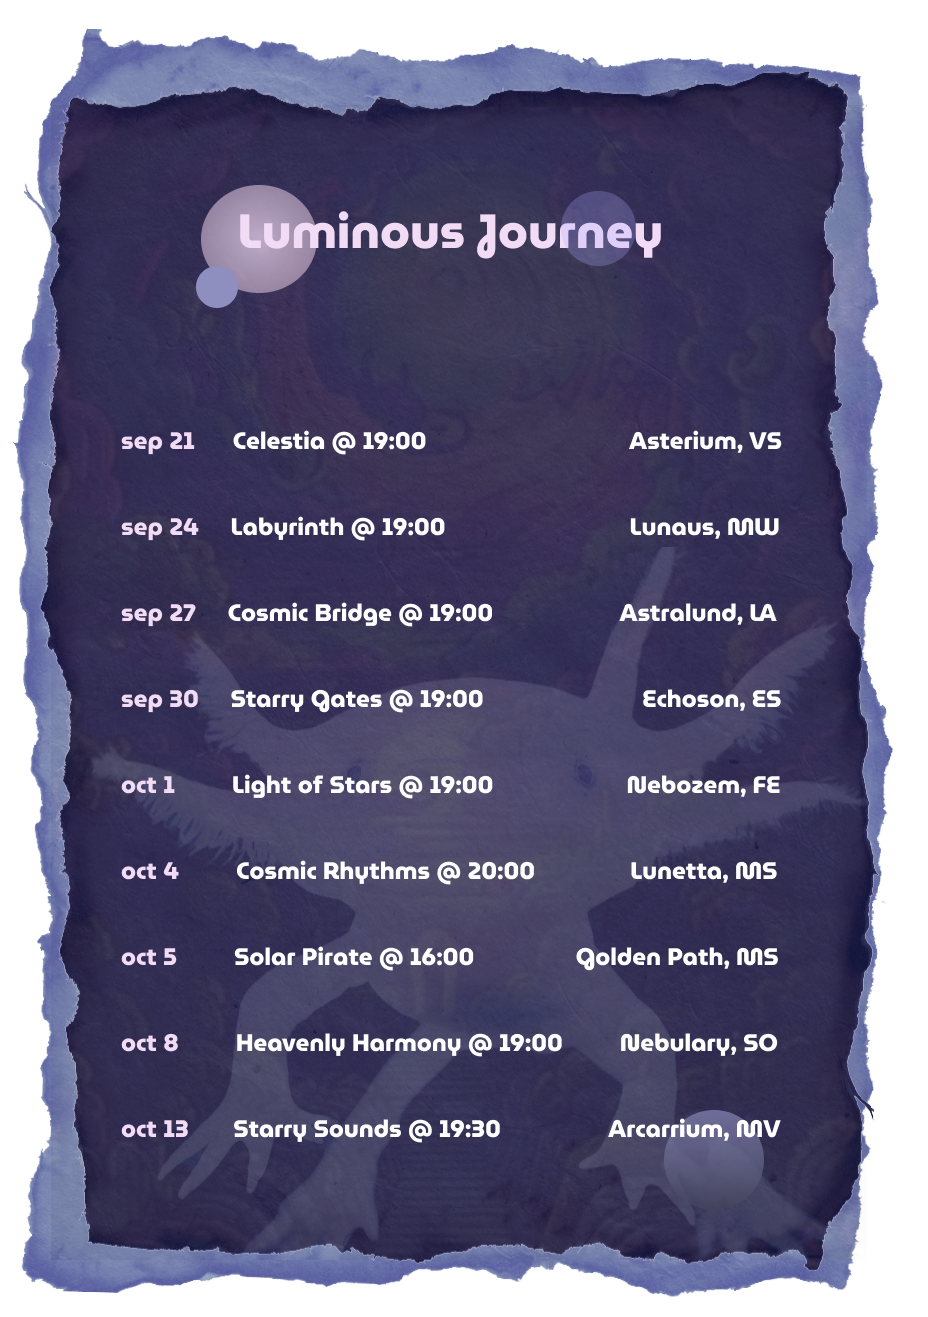 Luminous Journey
sep 21 Celestia @ 19:00 Asterium, VS
sep 24 Labyrinth @ 19:00 Lunaus, MW
sep 27 Cosmic Bridge @ 19:00 Astralund, LA
sep 30 Starry Gates @ 19:00 Echoson, ES
oct 1 Light of Stars @ 19:00 Nebozem, FE
oct 4 Cosmic Rhythms @ 20:00 Lunetta, MS
oct 5 Solar Pirate @ 16:00 Golden Path, MS
oct 8 Heavenly Harmony @ 19:00 Nebulary, SO
oct 13 Starry Sounds @ 19:30 Arcarrium, MV